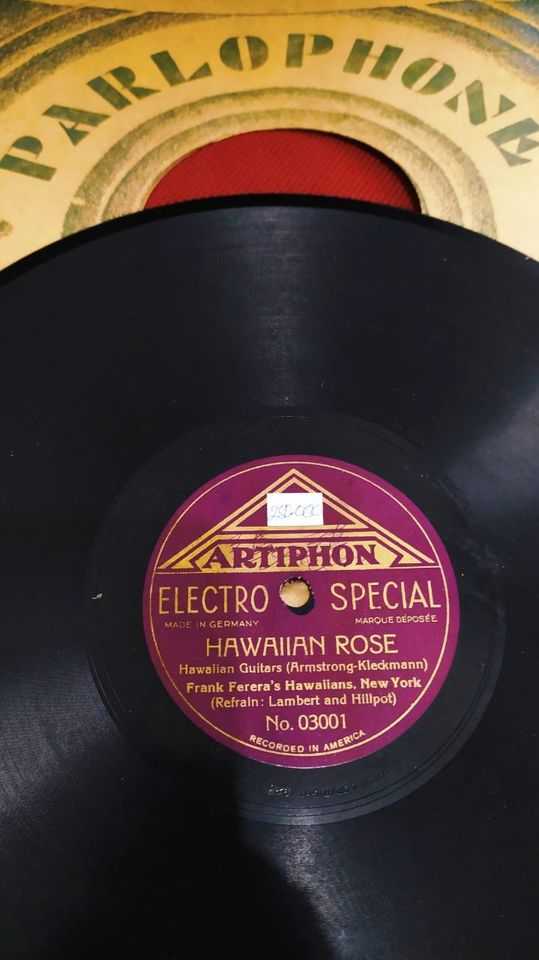 PARLOPHONE
ARTIPHON
ELECTRO SPECIAL
MADE IN GERMANY MARQUE DÉPOSÉE
HAWAIIAN ROSE
Hawaiian Guitars (Armstrong-Kleckmann)
Frank Ferera's Hawaiians, New York
(Refrain: Lambert and Hillpot)
No. 03001
RECORDED IN AMERICA